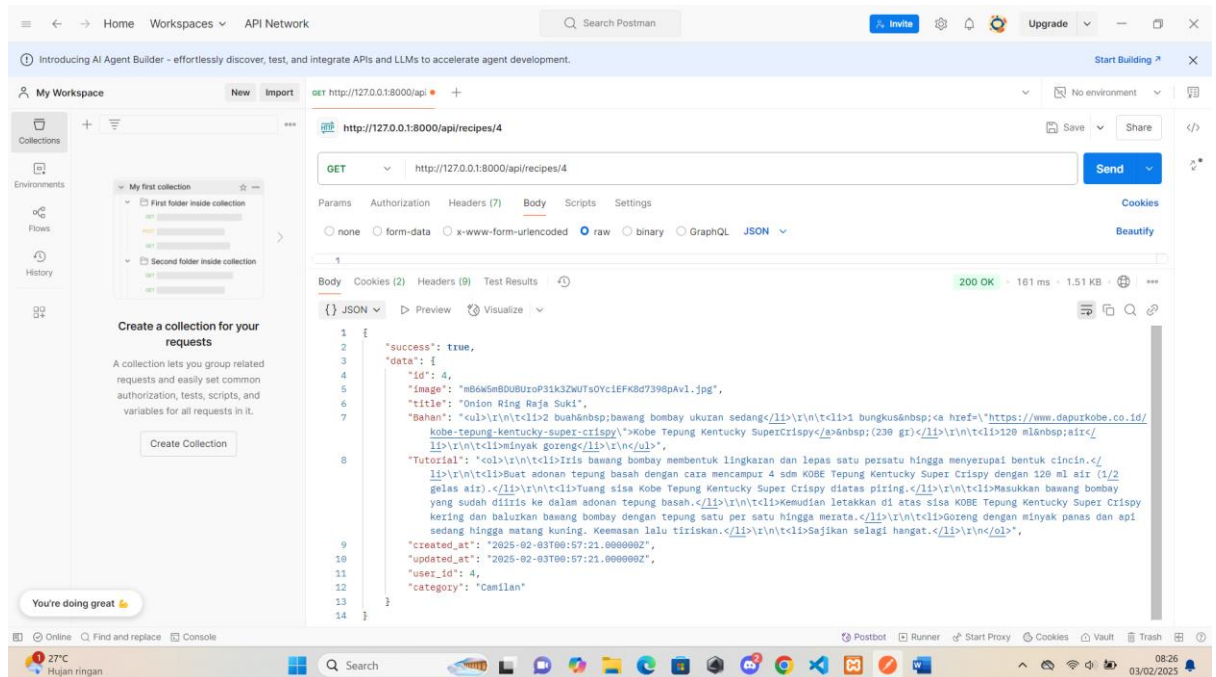 Home Workspaces API Network Search Postman Invite Upgrade
Introducing AI Agent Builder - effortlessly discover, test, and integrate APIs and LLMs to accelerate agent development. Start Building
My Workspace New Import GET http://127.0.0.1:8000/api No environment
Collections
Environments
Flows
History
My first collection
First folder inside collection
GET
GET
Second folder inside collection
GET
GET
Create a collection for your
requests
A collection lets you group related
requests and easily set common
authorization, tests, scripts, and
variables for all requests in it.
Create Collection
You're doing great
HTTP http://127.0.0.1:8000/api/recipes/4 Save Share
GET http://127.0.0.1:8000/api/recipes/4 Send
Params Authorization Headers (7) Body Scripts Settings Cookies
none form-data x-www-form-urlencoded raw binary GraphQL JSON Beautify
1
Body Cookies (2) Headers (9) Test Results 200 OK 161 ms 1.51 KB
{} JSON Preview Visualize
1 {
2 "success": true,
3 "data": {
4 "id": 4,
5 "image": "mB6W5mBDUBUroP31k3ZWUTsOYciEFK8d7398pAvl.jpg",
6 "title": "Onion Ring Raja Suki",
7 "Bahan": "<ul>\r\n\t<li>2 buah&nbsp;bawang bombay ukuran sedang</li>\r\n\t<li>1 bungkus&nbsp;<a href=\"https://www.dapurkobe.co.id/
kobe-tepung-kentucky-super-crispy\">Kobe Tepung Kentucky SuperCrispy</a>&nbsp;(230 gr)</li>\r\n\t<li>120 ml&nbsp;air</
li>\r\n\t<li>minyak goreng</li>\r\n</ul>",
8 "Tutorial": "<ol>\r\n\t<li>Iris bawang bombay membentuk lingkaran dan lepas satu persatu hingga menyerupai bentuk cincin.</
li>\r\n\t<li>Buat adonan tepung basah dengan cara mencampur 4 sdm KOBE Tepung Kentucky Super Crispy dengan 120 ml air (1/2
gelas air).</li>\r\n\t<li>Tuang sisa Kobe Tepung Kentucky Super Crispy diatas piring.</li>\r\n\t<li>Masukkan bawang bombay
yang sudah diiris ke dalam adonan tepung basah.</li>\r\n\t<li>Kemudian letakkan di atas sisa KOBE Tepung Kentucky Super Crispy
kering dan balurkan bawang bombay dengan tepung satu per satu hingga merata.</li>\r\n\t<li>Goreng dengan minyak panas dan api
sedang hingga matang kuning. Keemasan lalu tiriskan.</li>\r\n\t<li>Sajikan selagi hangat.</li>\r\n</ol>",
9 "created_at": "2025-02-03T00:57:21.000000Z",
10 "updated_at": "2025-02-03T00:57:21.000000Z",
11 "user_id": 4,
12 "category": "Camilan"
13 }
14 }
Online Find and replace Console Postbot Runner Start Proxy Cookies Vault Trash
1 27°C
Hujan ringan
Search
08:26
03/02/2025